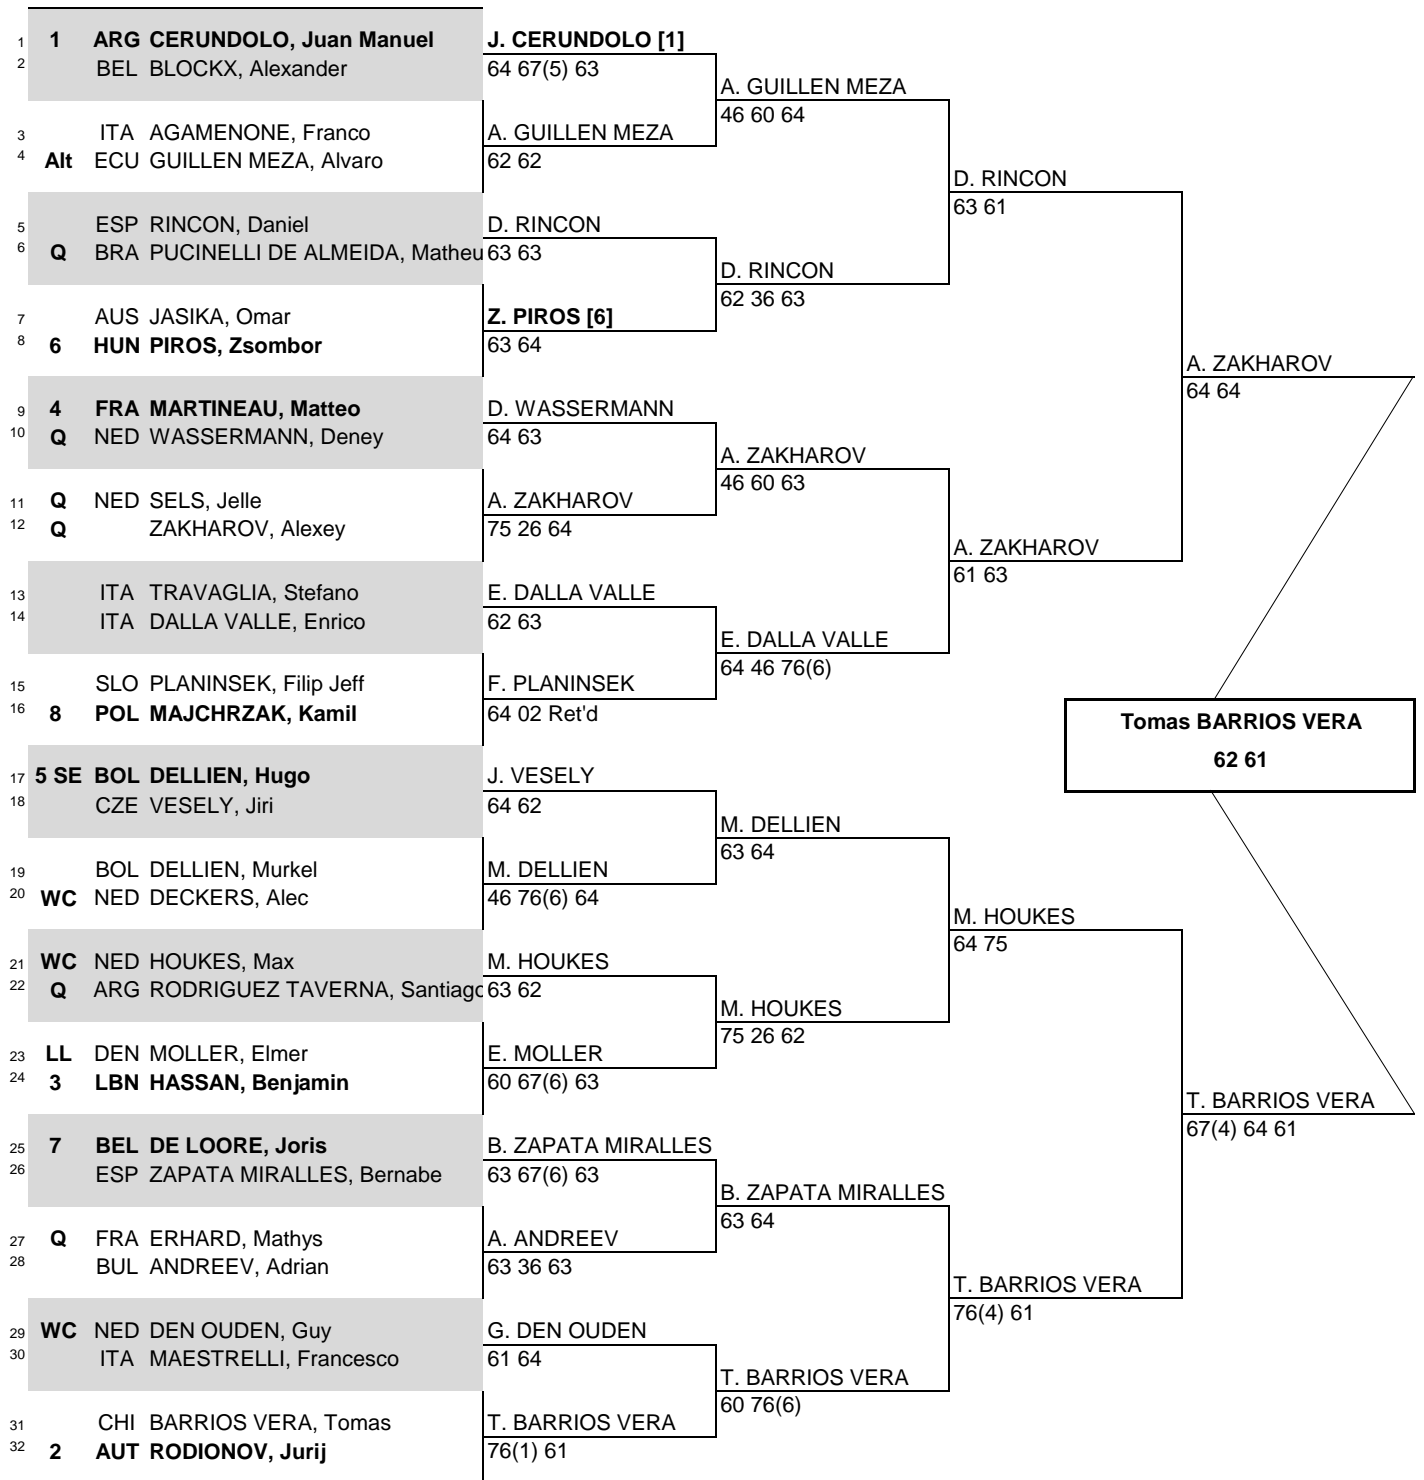 1 1 ARG CERUNDOLO, Juan Manuel
2 BEL BLOCKX, Alexander
3 ITA AGAMENONE, Franco
4 Alt ECU GUILLEN MEZA, Alvaro
5 ESP RINCON, Daniel
6 Q BRA PUCINELLI DE ALMEIDA, Matheu
7 AUS JASIKA, Omar
8 6 HUN PIROS, Zsombor
9 4 FRA MARTINEAU, Matteo
10 Q NED WASSERMANN, Deney
11 Q NED SELS, Jelle
12 Q ZAKHAROV, Alexey
13 ITA TRAVAGLIA, Stefano
14 ITA DALLA VALLE, Enrico
15 SLO PLANINSEK, Filip Jeff
16 8 POL MAJCHRZAK, Kamil
17 5 SE BOL DELLIEN, Hugo
18 CZE VESELY, Jiri
19 BOL DELLIEN, Murkel
20 WC NED DECKERS, Alec
21 WC NED HOUKES, Max
22 Q ARG RODRIGUEZ TAVERNA, Santiago
23 LL DEN MOLLER, Elmer
24 3 LBN HASSAN, Benjamin
25 7 BEL DE LOORE, Joris
26 ESP ZAPATA MIRALLES, Bernabe
27 Q FRA ERHARD, Mathys
28 BUL ANDREEV, Adrian
29 WC NED DEN OUDEN, Guy
30 ITA MAESTRELLI, Francesco
31 CHI BARRIOS VERA, Tomas
32 2 AUT RODIONOV, Jurij
J. CERUNDOLO [1]
64 67(5) 63
A. GUILLEN MEZA
62 62
D. RINCON
63 63
Z. PIROS [6]
63 64
D. WASSERMANN
64 63
A. ZAKHAROV
75 26 64
E. DALLA VALLE
62 63
F. PLANINSEK
64 02 Ret'd
J. VESELY
64 62
M. DELLIEN
46 76(6) 64
M. HOUKES
63 62
E. MOLLER
60 67(6) 63
B. ZAPATA MIRALLES
63 67(6) 63
A. ANDREEV
63 36 63
G. DEN OUDEN
61 64
T. BARRIOS VERA
76(1) 61
A. GUILLEN MEZA
46 60 64
D. RINCON
62 36 63
A. ZAKHAROV
46 60 63
E. DALLA VALLE
64 46 76(6)
M. DELLIEN
63 64
M. HOUKES
75 26 62
B. ZAPATA MIRALLES
63 64
T. BARRIOS VERA
60 76(6)
D. RINCON
63 61
A. ZAKHAROV
61 63
M. HOUKES
64 75
T. BARRIOS VERA
76(4) 61
A. ZAKHAROV
64 64
T. BARRIOS VERA
67(4) 64 61
Tomas BARRIOS VERA
62 61